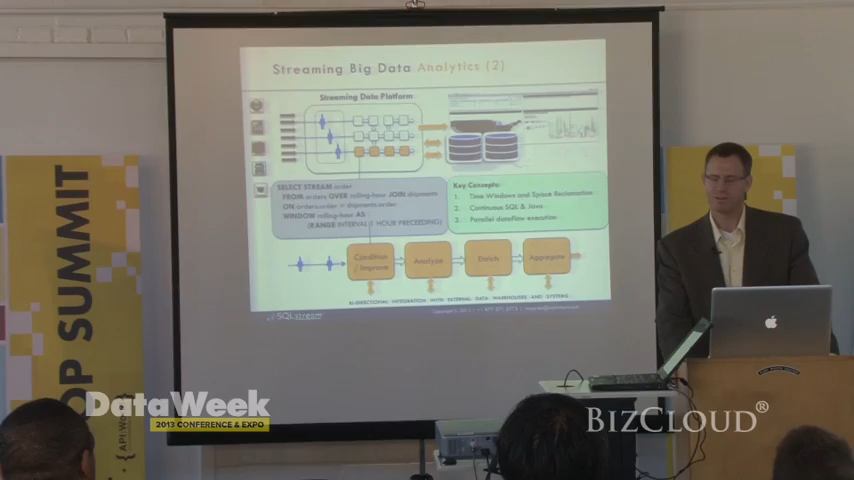 Streaming Big Data Analytics (2)
Streaming Data Platform
SELECT STREAM order
FROM orders OVER rolling-hour JOIN shipments
ON orders.order = shipments.order
WINDOW rolling-hour AS
(RANGE INTERVAL 1 HOUR PRECEEDING)
Key Concepts:
1. Time Windows and Space Reclamation
2. Continuous SQL & Java
3. Parallel dataflow execution
Condition
/ Improve
Analyze
Enrich
Aggregate
BI-DIRECTIONAL INTEGRATION WITH EXTERNAL DATA WAREHOUSES AND SYSTEMS
SQLstream
OP SUMMIT
DataWeek
2013 CONFERENCE & EXPO
BIZCLOUD®